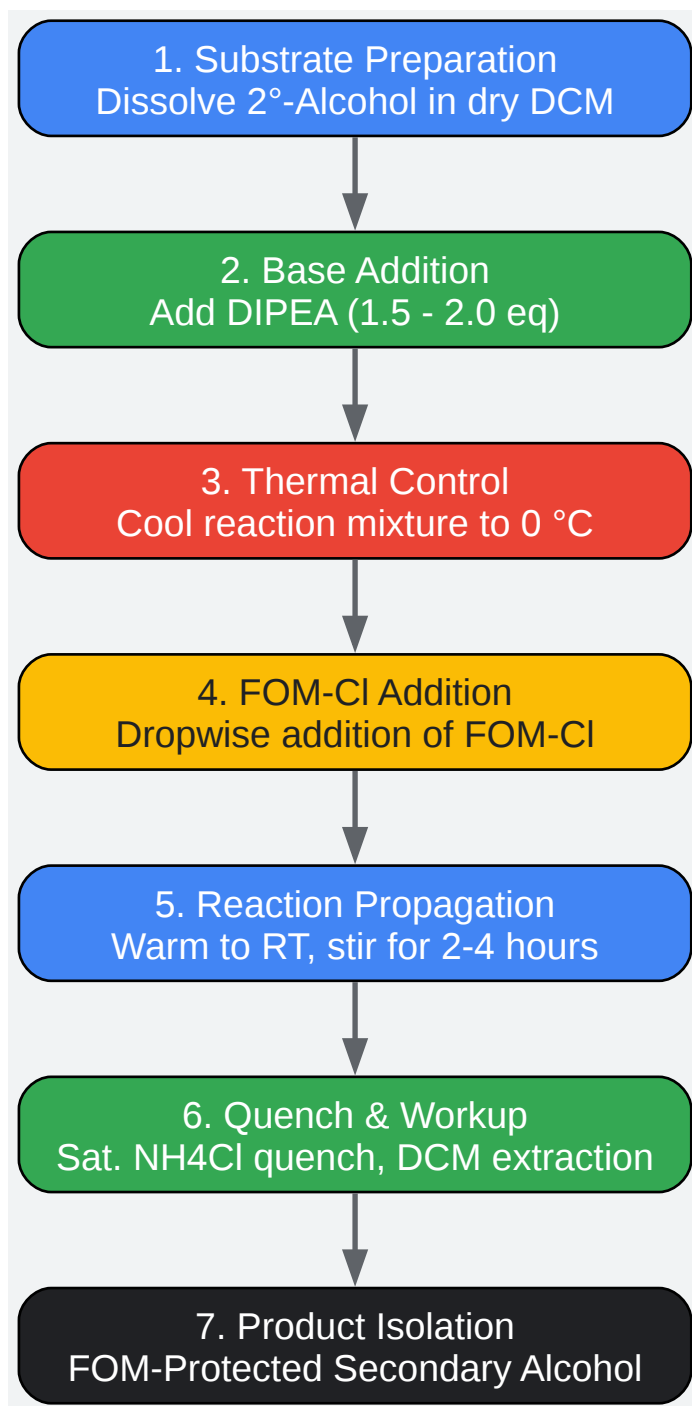 1. Substrate Preparation
Dissolve 2°-Alcohol in dry DCM
2. Base Addition
Add DIPEA (1.5 - 2.0 eq)
3. Thermal Control
Cool reaction mixture to 0 °C
4. FOM-Cl Addition
Dropwise addition of FOM-Cl
5. Reaction Propagation
Warm to RT, stir for 2-4 hours
6. Quench & Workup
Sat. NH4Cl quench, DCM extraction
7. Product Isolation
FOM-Protected Secondary Alcohol